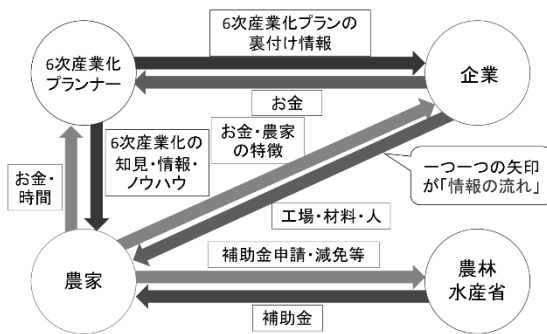 6次産業化プランの
裏付け情報
6次産業化
プランナー
企業
お金
6次産業化の
知見・情報・
ノウハウ
お金・農家
の特徴
お金・
時間
一つ一つの矢印
が「情報の流れ」
工場・材料・人
農家
補助金申請・減免等
農林
水産省
補助金